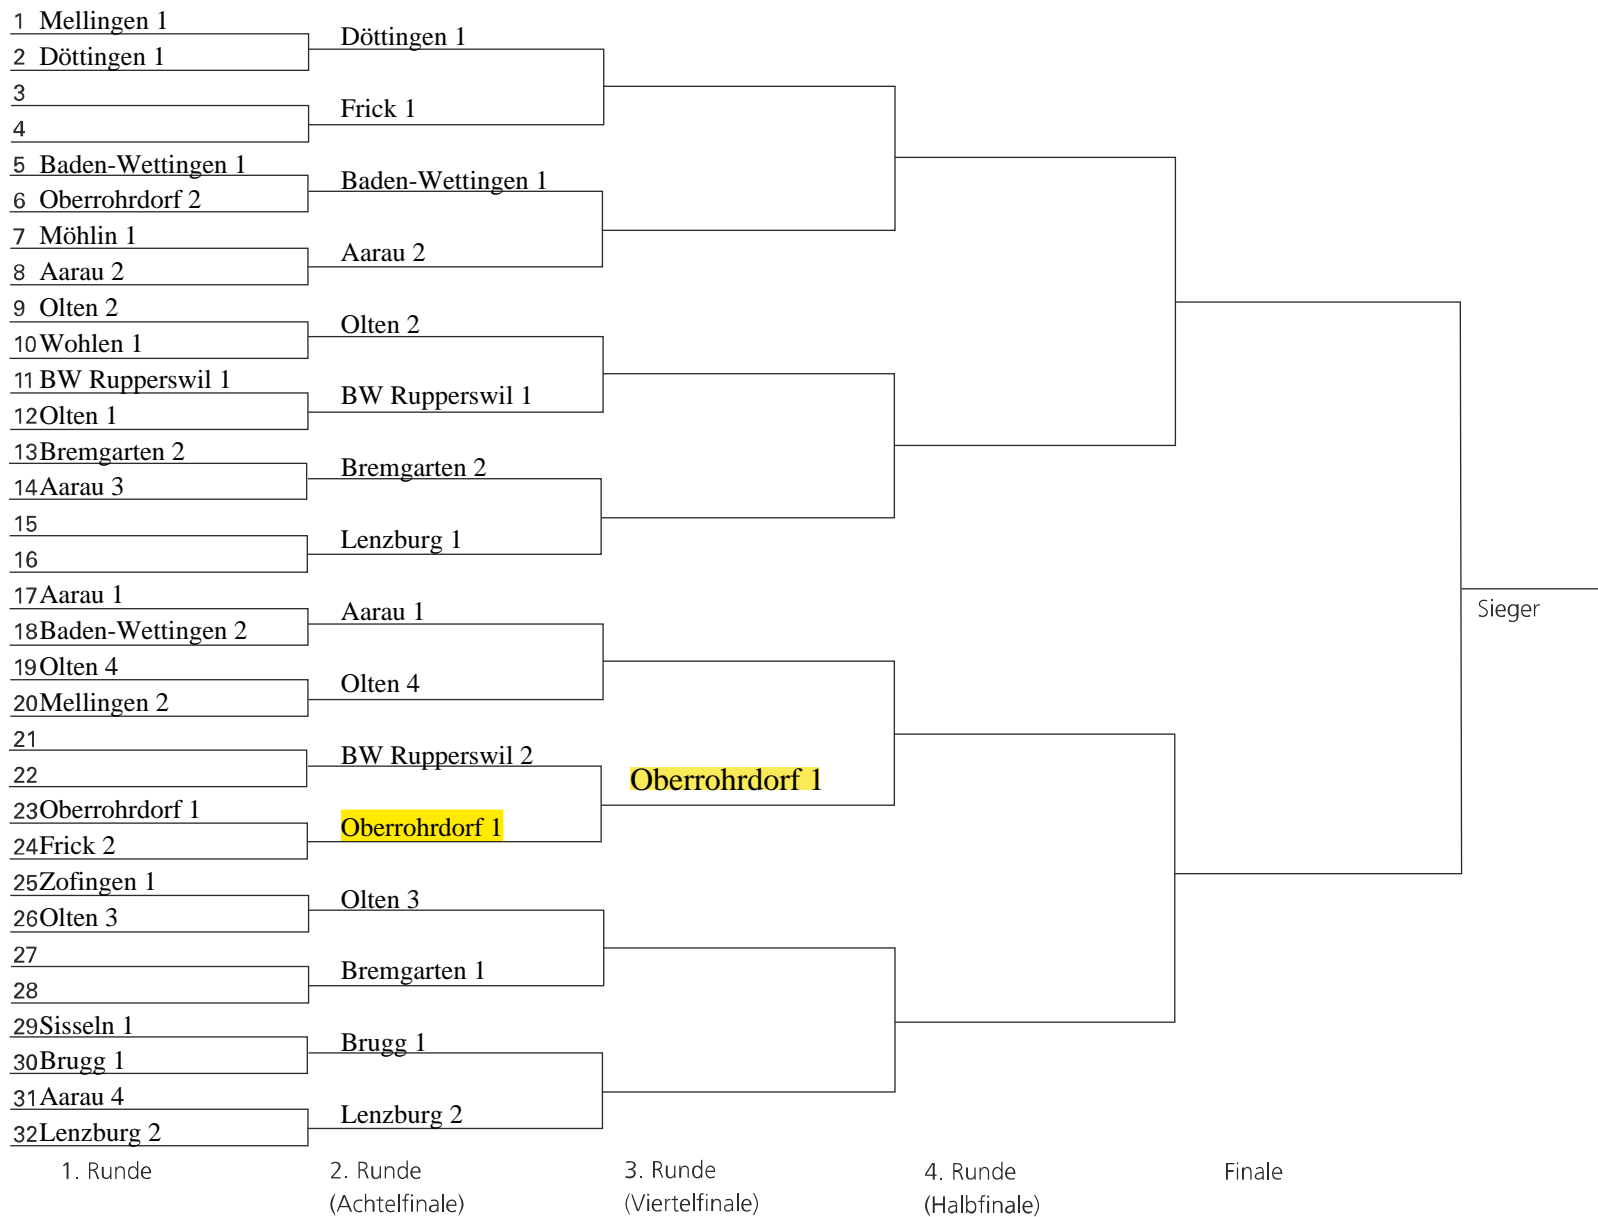 1 Mellingen 1
2 Döttingen 1
3
4
5 Baden-Wettingen 1
6 Oberrohrdorf 2
7 Möhlin 1
8 Aarau 2
9 Olten 2
10 Wohlen 1
11 BW Rupperswil 1
12 Olten 1
13 Bremgarten 2
14 Aarau 3
15
16
17 Aarau 1
18 Baden-Wettingen 2
19 Olten 4
20 Mellingen 2
21
22
23 Oberrohrdorf 1
24 Frick 2
25 Zofingen 1
26 Olten 3
27
28
29 Sisseln 1
30 Brugg 1
31 Aarau 4
32 Lenzburg 2
1. Runde
Döttingen 1
Frick 1
Baden-Wettingen 1
Aarau 2
Olten 2
BW Rupperswil 1
Bremgarten 2
Lenzburg 1
Aarau 1
Olten 4
BW Rupperswil 2
Oberrohrdorf 1
Olten 3
Bremgarten 1
Brugg 1
Lenzburg 2
2. Runde
(Achtelfinale)
Oberrohrdorf 1
3. Runde
(Viertelfinale)
4. Runde
(Halbfinale)
Finale
Sieger